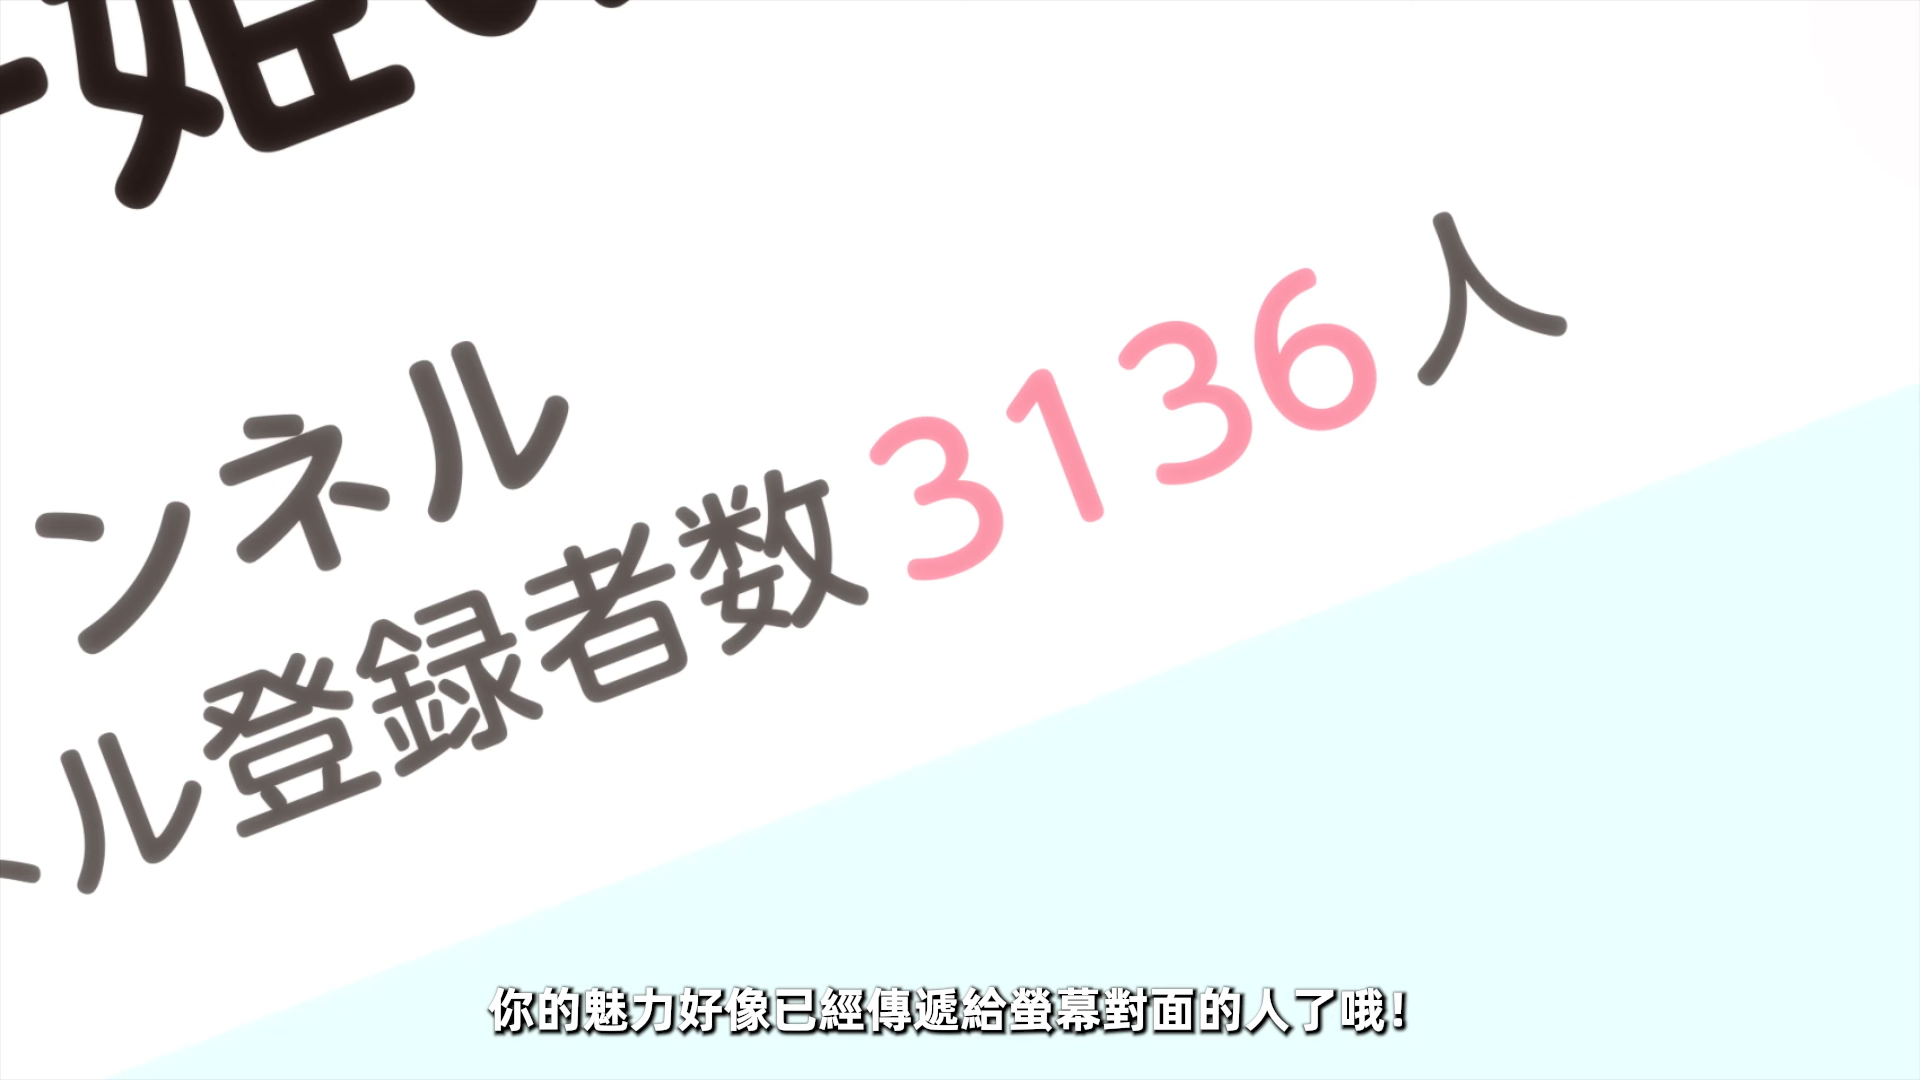 姫
ンネル
ル登録者数 3136人
你的魅力好像已經傳遞給螢幕對面的人了哦!